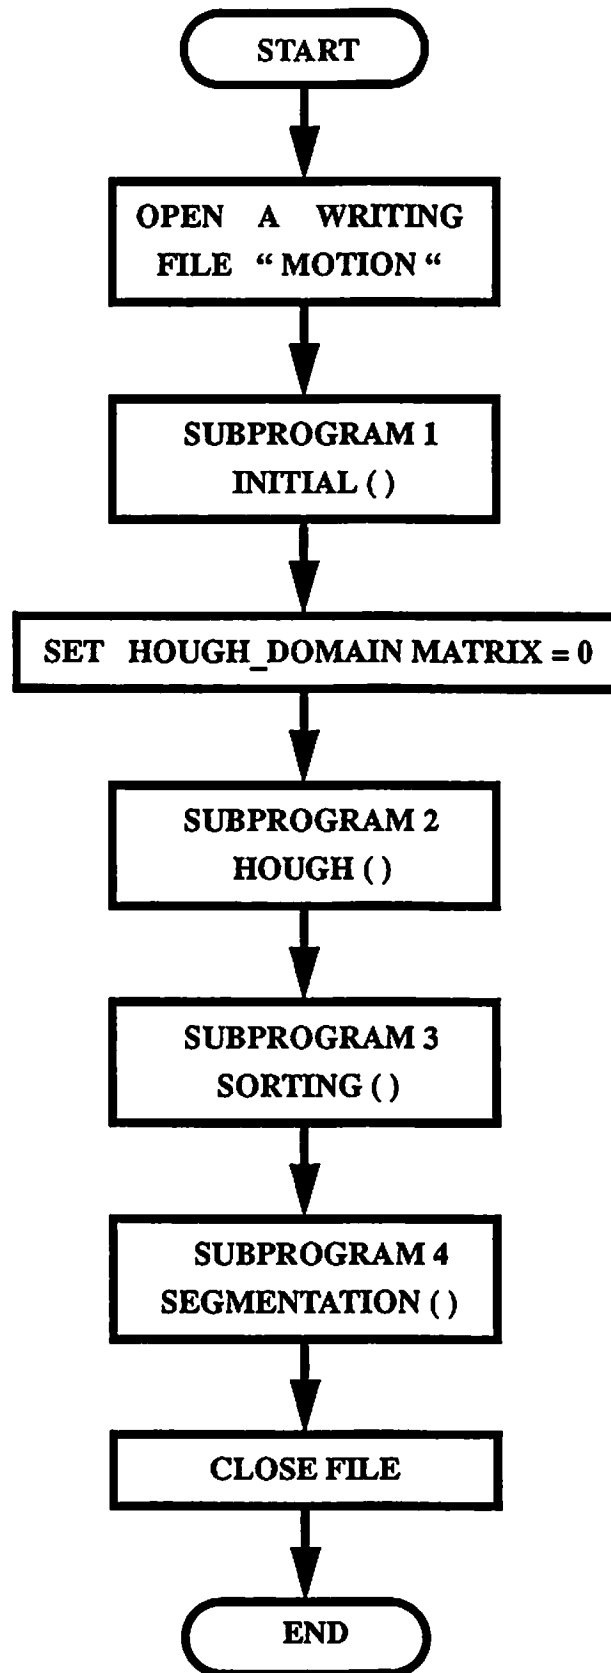 START
OPEN A WRITING
FILE “ MOTION “
SUBPROGRAM 1
INITIAL ( )
SET HOUGH_DOMAIN MATRIX = 0
SUBPROGRAM 2
HOUGH ( )
SUBPROGRAM 3
SORTING ( )
SUBPROGRAM 4
SEGMENTATION ( )
CLOSE FILE
END